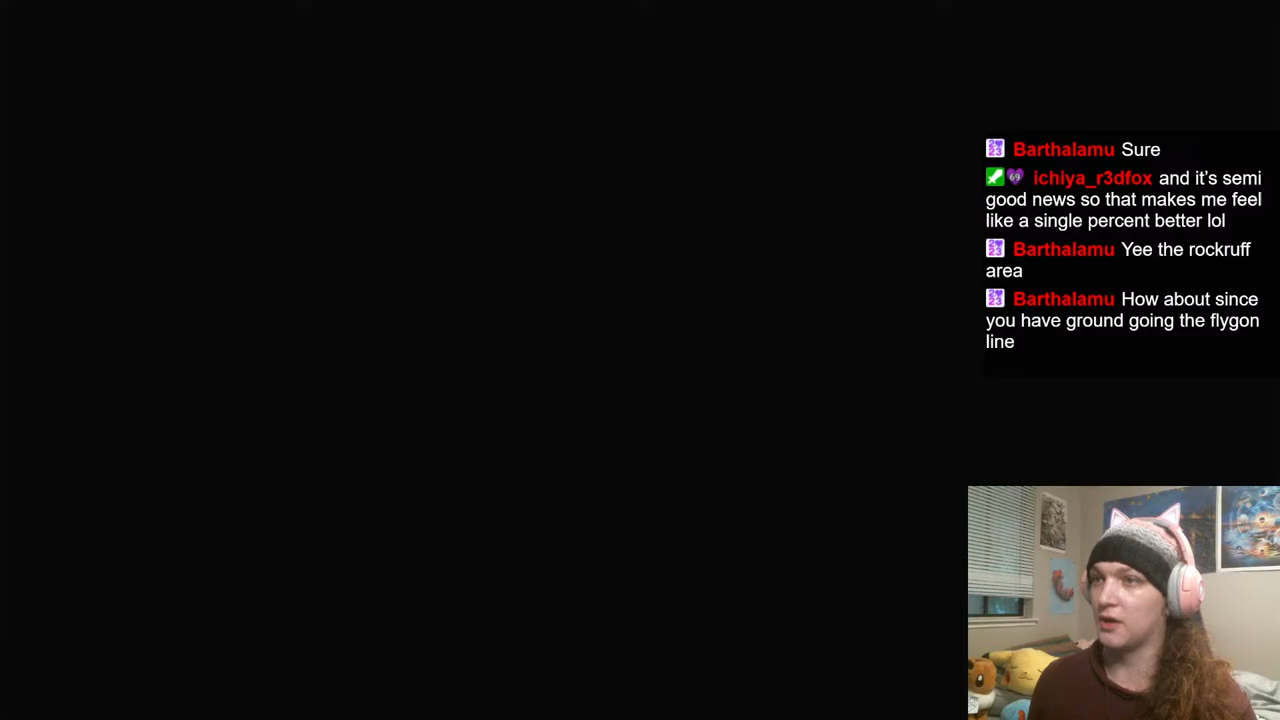 Barthalamu Sure
ichiya_r3dfox and it's semi
good news so that makes me feel
like a single percent better lol
Barthalamu Yee the rockruff
area
Barthalamu How about since
you have ground going the flygon
line